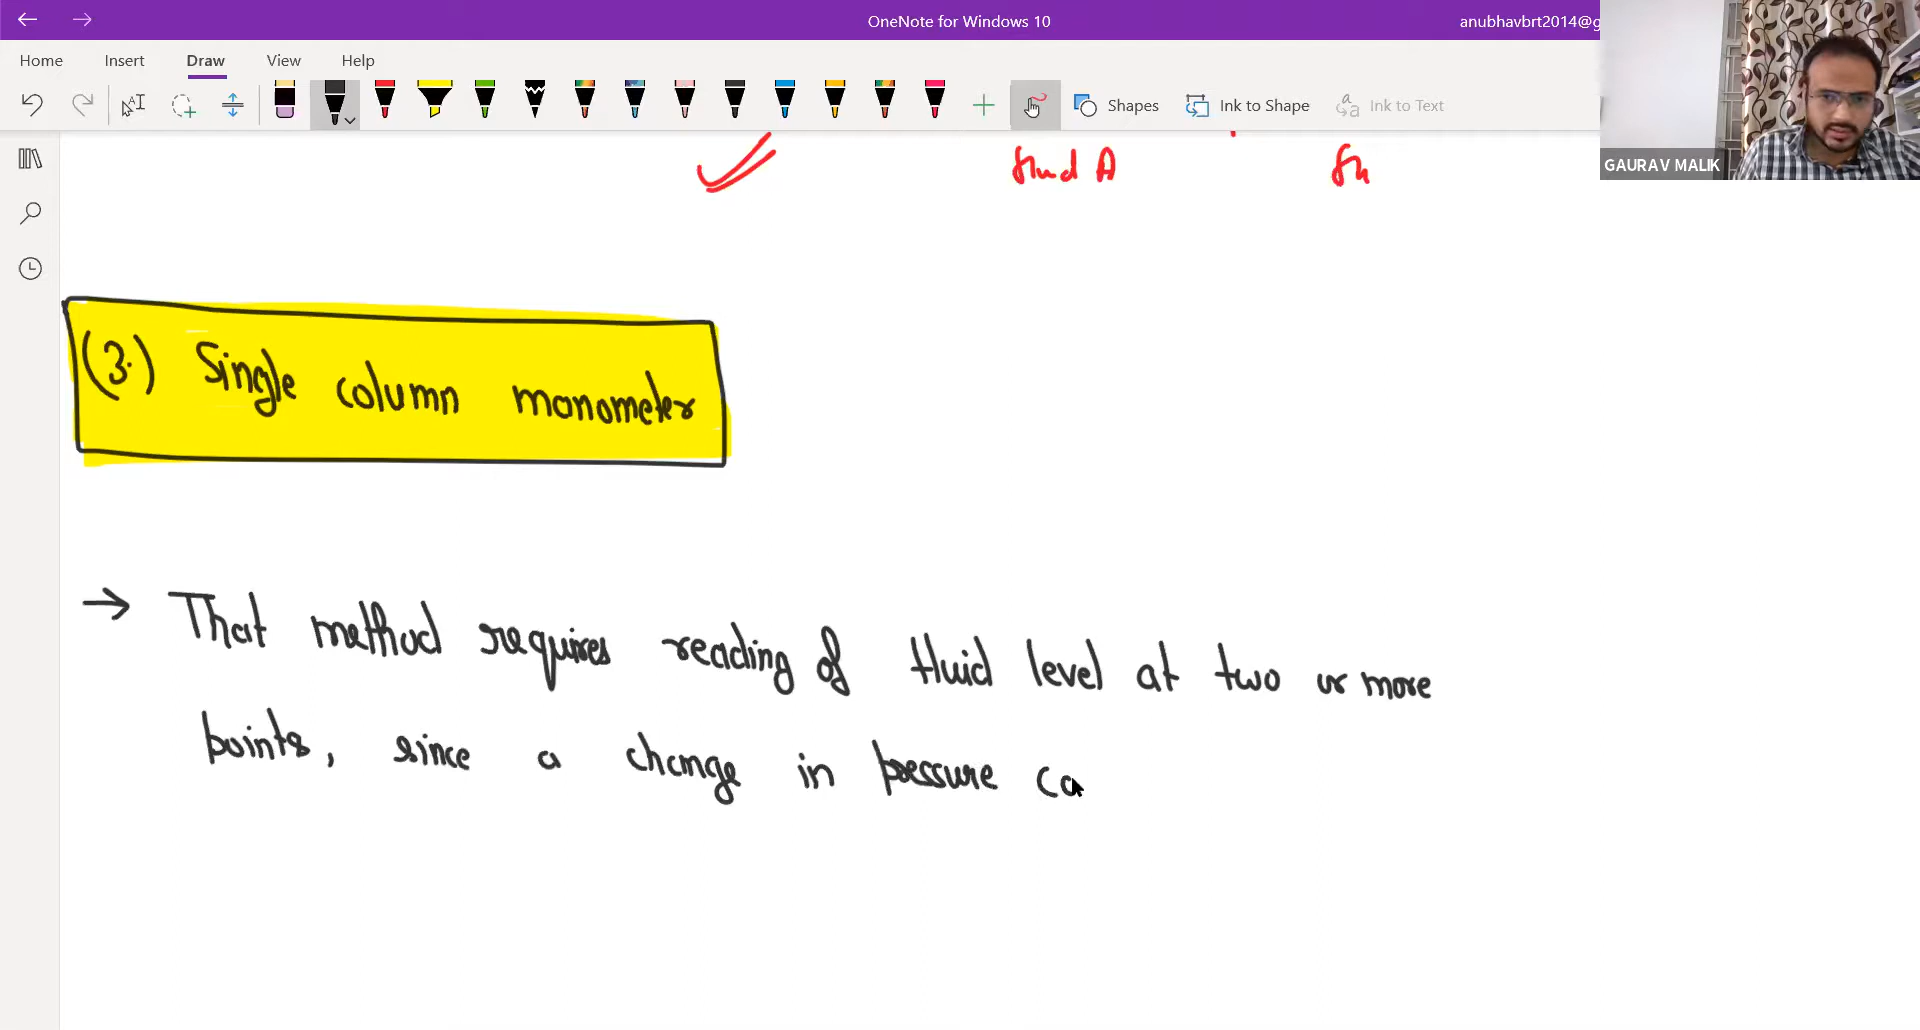 OneNote for Windows 10
anubhavbrt2014@g
Home Insert Draw View Help
Shapes Ink to Shape Ink to Text
GAURAV MALIK
fluid A
(3.) Single column manometer
→ That method requires reading of fluid level at two or more
points, since a change in pressure ca